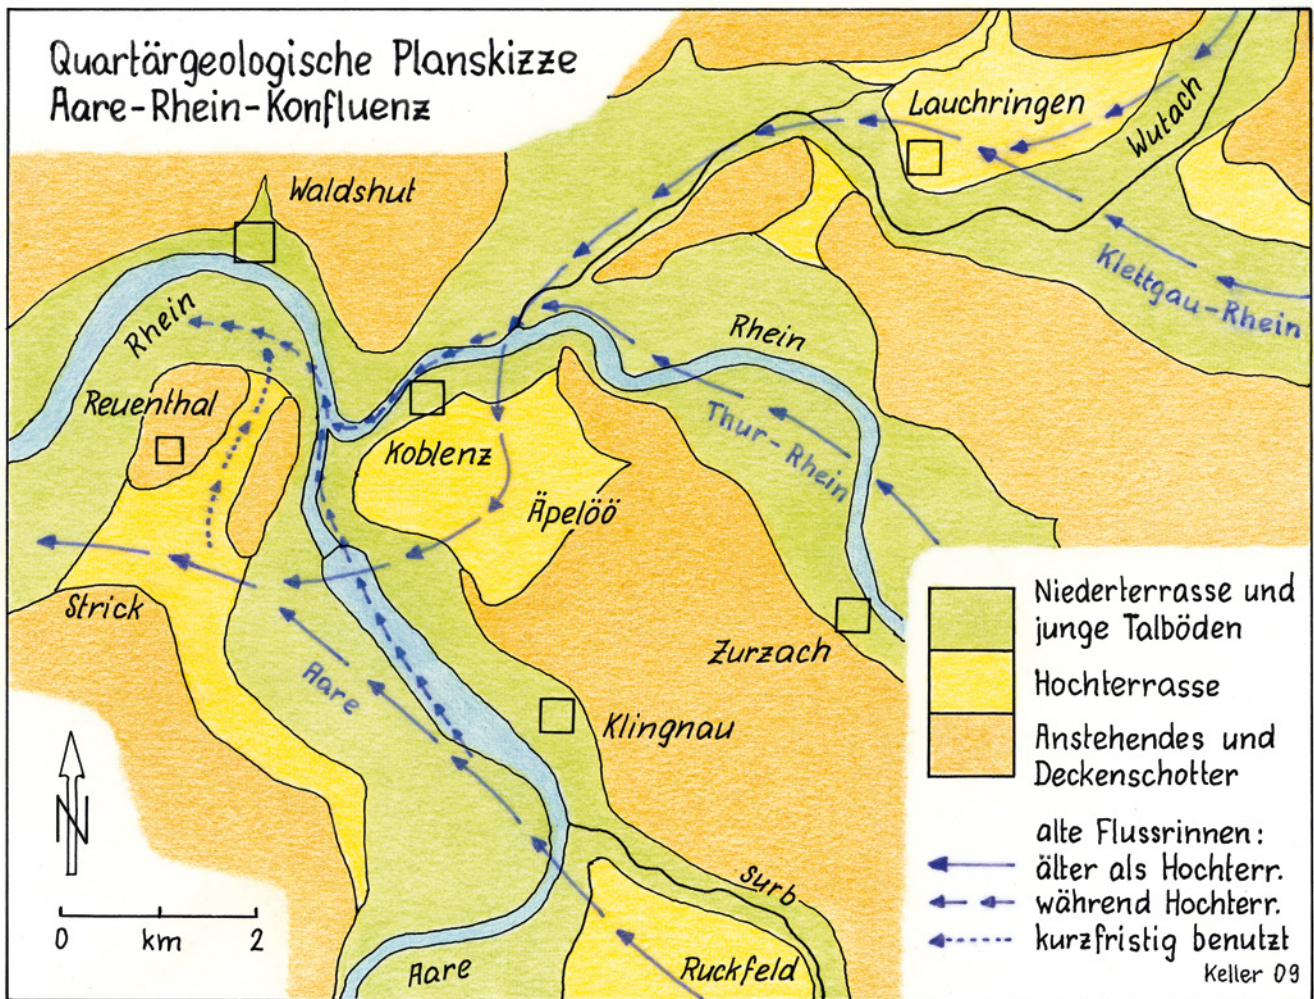 Quartärgeologische Planskizze
Aare-Rhein-Konfluenz
Lauchringen
Wutach
Waldshut
Klettgau-Rhein
Rhein
Rhein
Reuenthal
Thur-Rhein
Koblenz
Äpelöö
Strick
Zurzach
Aare
Klingnau
Surb
Aare
Ruckfeld
N
0 km 2
Niederterrasse und
junge Talböden
Hochterrasse
Anstehendes und
Deckenschotter
alte Flussrinnen:
älter als Hochterr.
während Hochterr.
kurzfristig benutzt
Keller 09